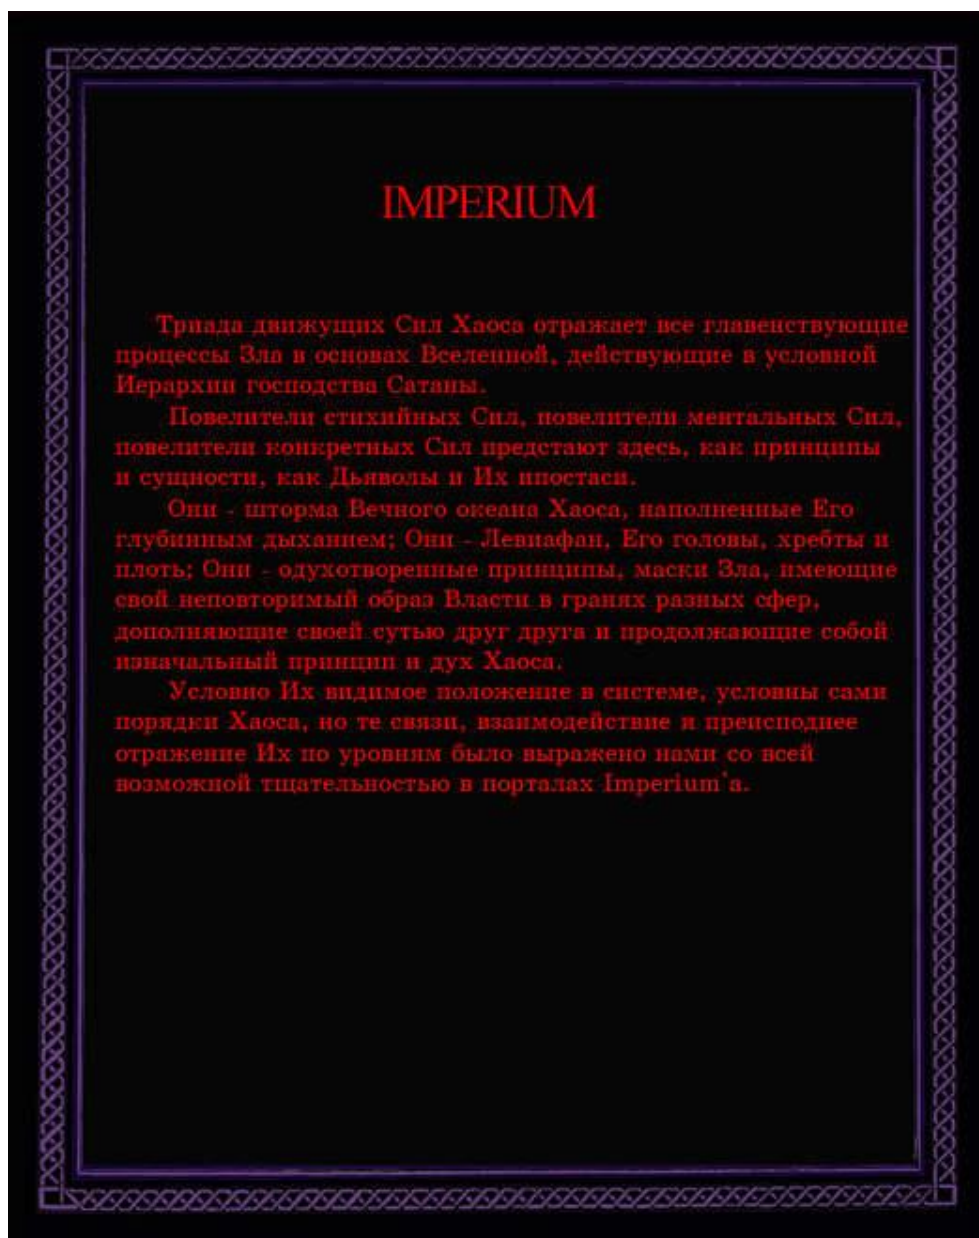 IMPERIUM
Триада движущих Сил Хаоса отражает все главенствующие
процессы Зла в основах Вселенной, действующие в условной
Иерархии господства Сатаны.
Повелители стихийных Сил, повелители ментальных Сил,
повелители конкретных Сил предстают здесь, как принципы
и сущности, как Дьяволы и Их ипостаси.
Они - шторма Вечного океана Хаоса, наполненные Его
глубинным дыханием; Они - Левиафан, Его головы, хребты и
плоть; Они - одухотворенные принципы, маски Зла, имеющие
свой неповторимый образ Власти в гранях разных сфер,
дополняющие своей сутью друг друга и продолжающие собой
изначальный принцип и дух Хаоса.
Условно Их видимое положение в системе, условны сами
порядки Хаоса, но те связи, взаимодействие и преисподнее
отражение Их по уровням было выражено нами со всей
возможной тщательностью в порталах Imperium'а.